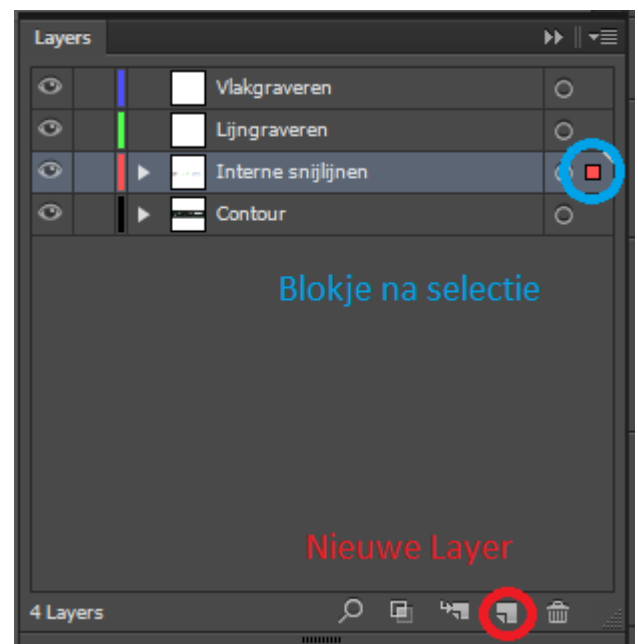 Layers
Vlakgraveren
Lijngraveren
Interne snijlijnen
Contour
Blokje na selectie
Nieuwe Layer
4 Layers